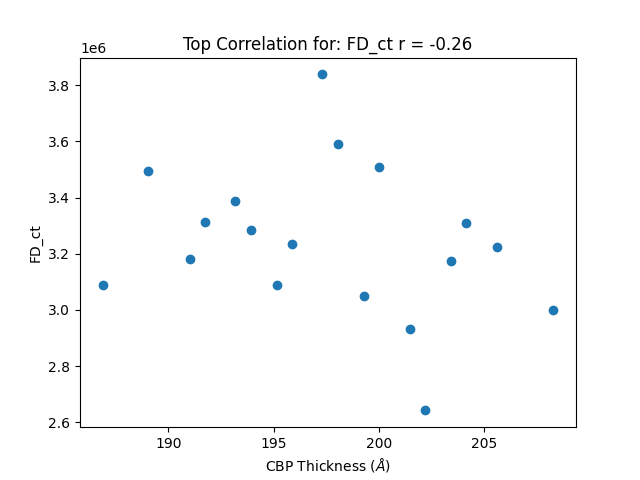 Top Correlation for: FD_ct r = -0.26
1e6
3.8
3.6
3.4
3.2
3.0
2.8
2.6
FD_ct
190
195
200
205
CBP Thickness (Å)